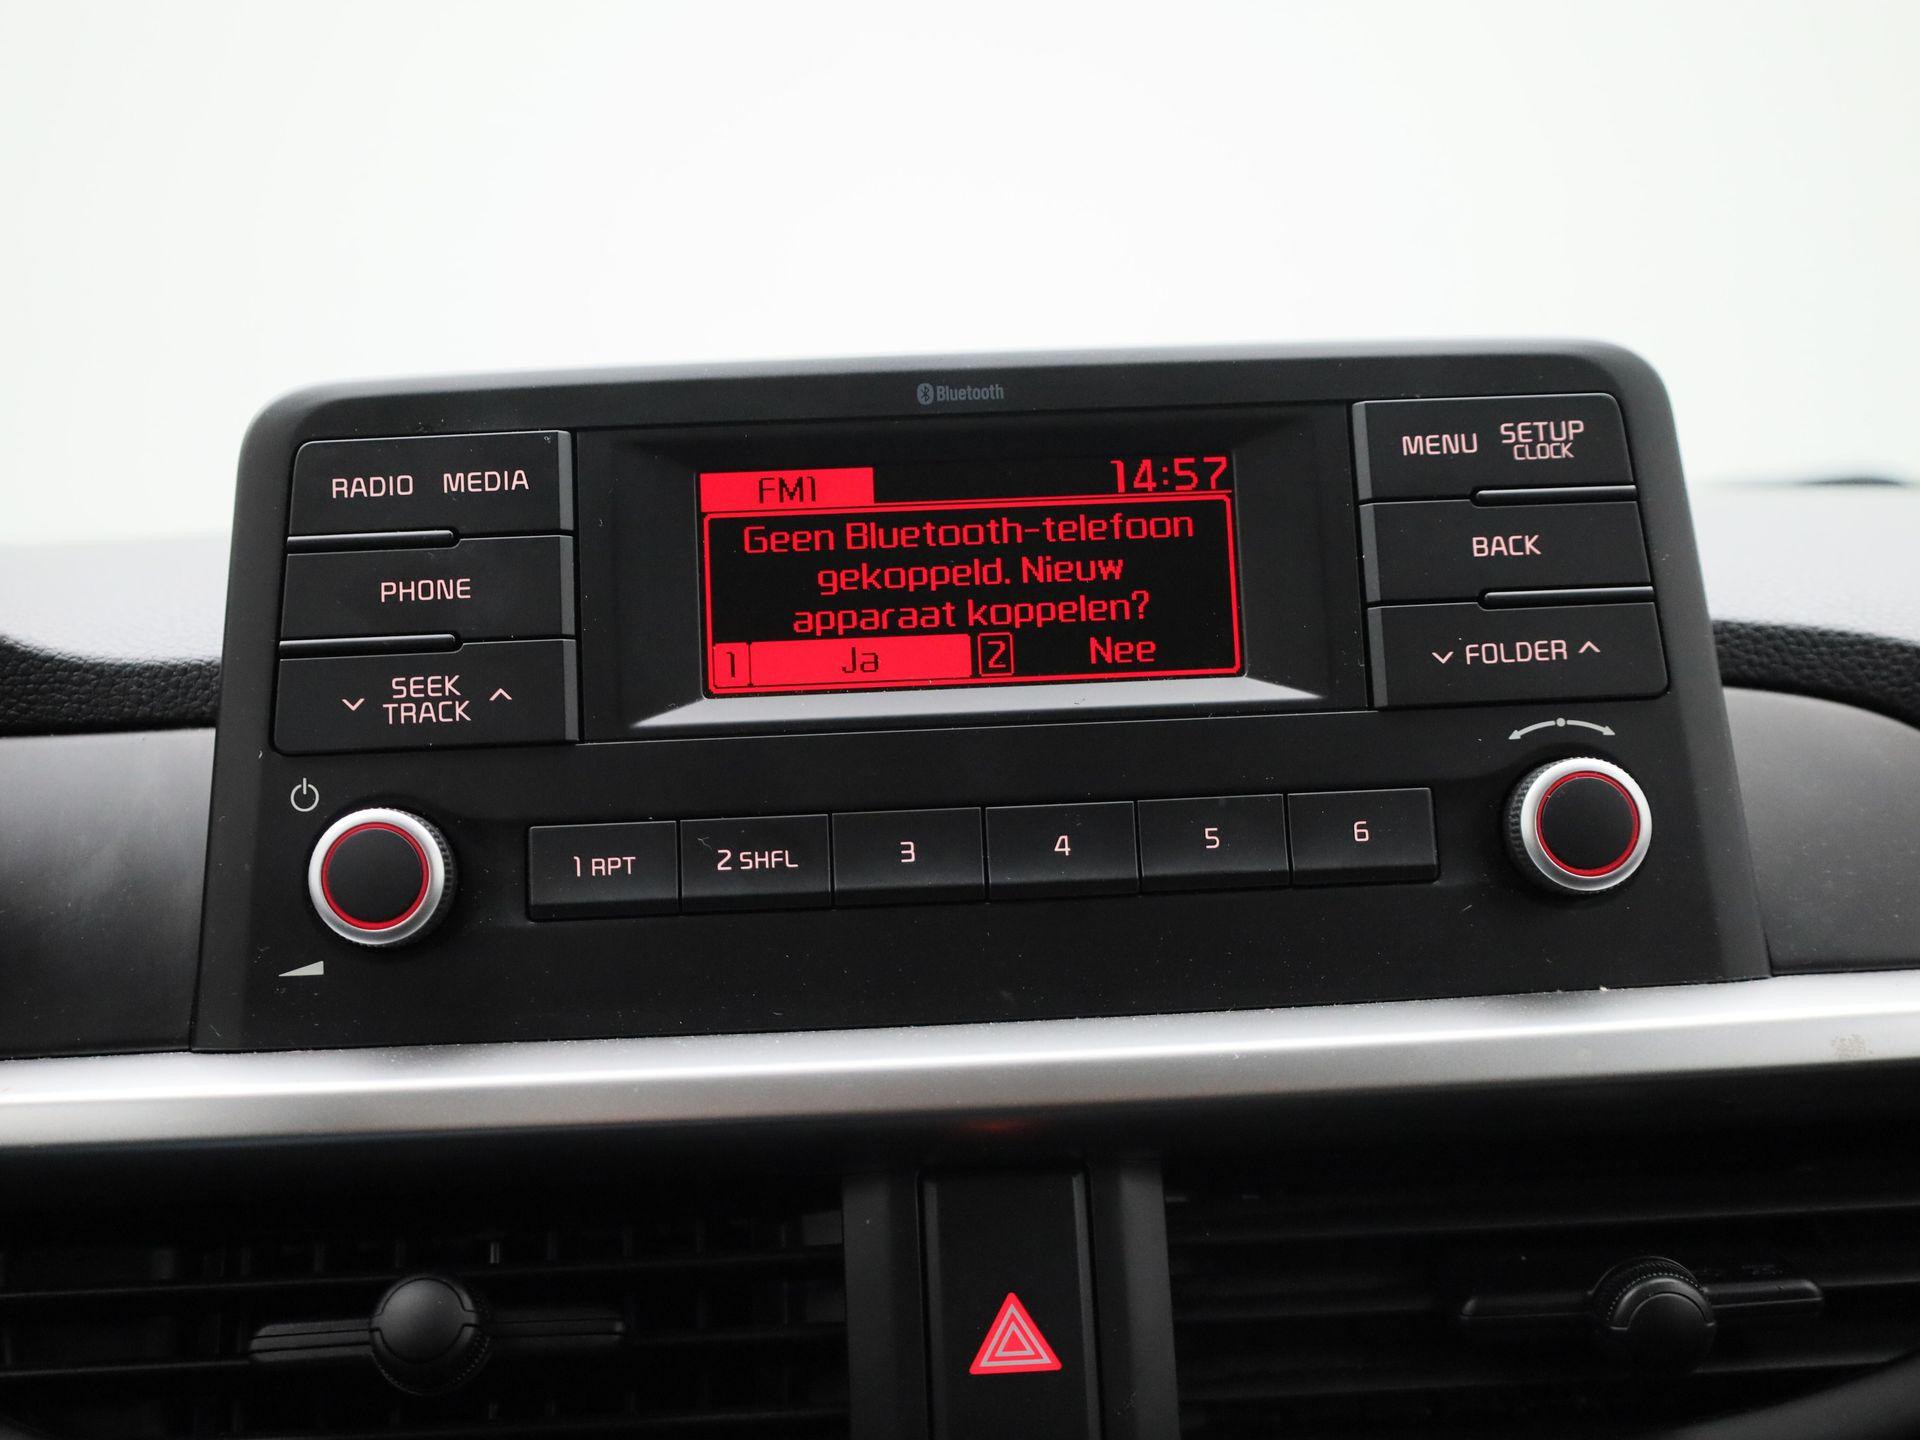 Bluetooth
RADIO MEDIA
PHONE
SEEK
TRACK
FM1 14:57
Geen Bluetooth-telefoon
gekoppeld. Nieuw
apparaat koppelen?
1 Ja 2 Nee
MENU SETUP
CLOCK
BACK
FOLDER
1 RPT 2 SHFL 3 4 5 6